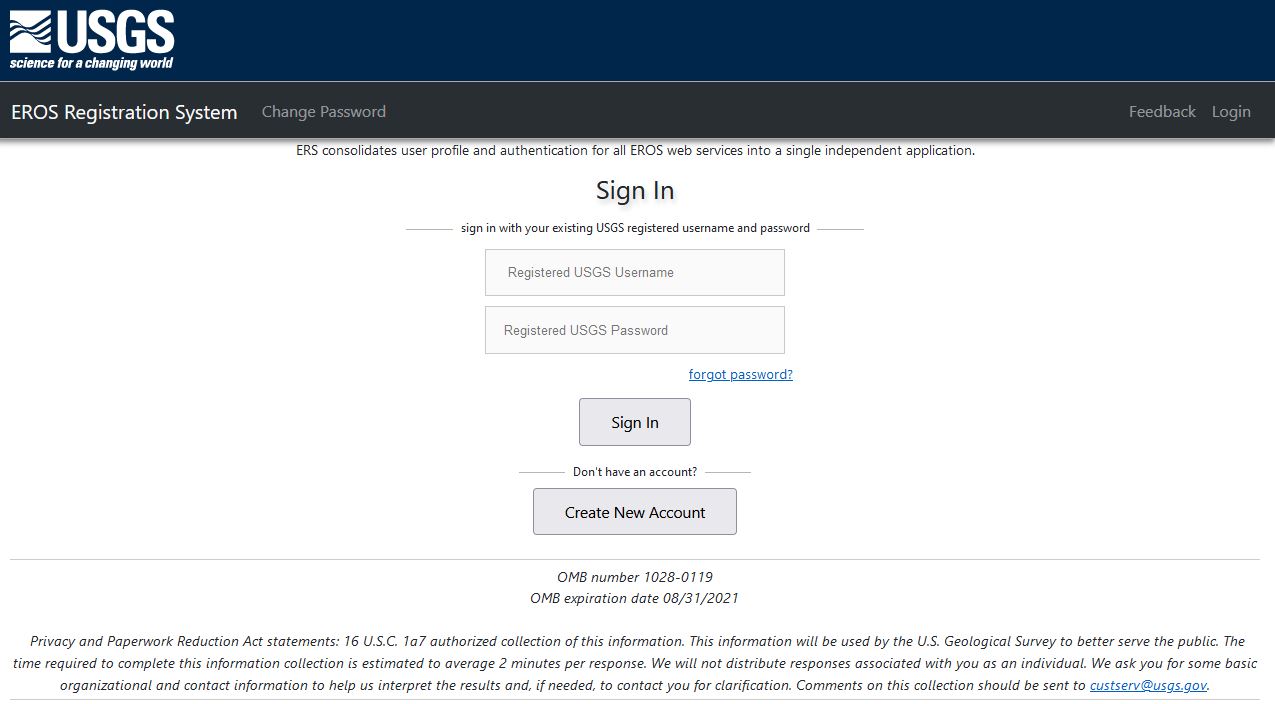 USGS
science for a changing world
EROS Registration System Change Password Feedback Login
ERS consolidates user profile and authentication for all EROS web services into a single independent application.
Sign In
sign in with your existing USGS registered username and password
Registered USGS Username
Registered USGS Password
forgot password?
Sign In
Don't have an account?
Create New Account
OMB number 1028-0119
OMB expiration date 08/31/2021
Privacy and Paperwork Reduction Act statements: 16 U.S.C. 1a7 authorized collection of this information. This information will be used by the U.S. Geological Survey to better serve the public. The
time required to complete this information collection is estimated to average 2 minutes per response. We will not distribute responses associated with you as an individual. We ask you for some basic
organizational and contact information to help us interpret the results and, if needed, to contact you for clarification. Comments on this collection should be sent to custserv@usgs.gov.